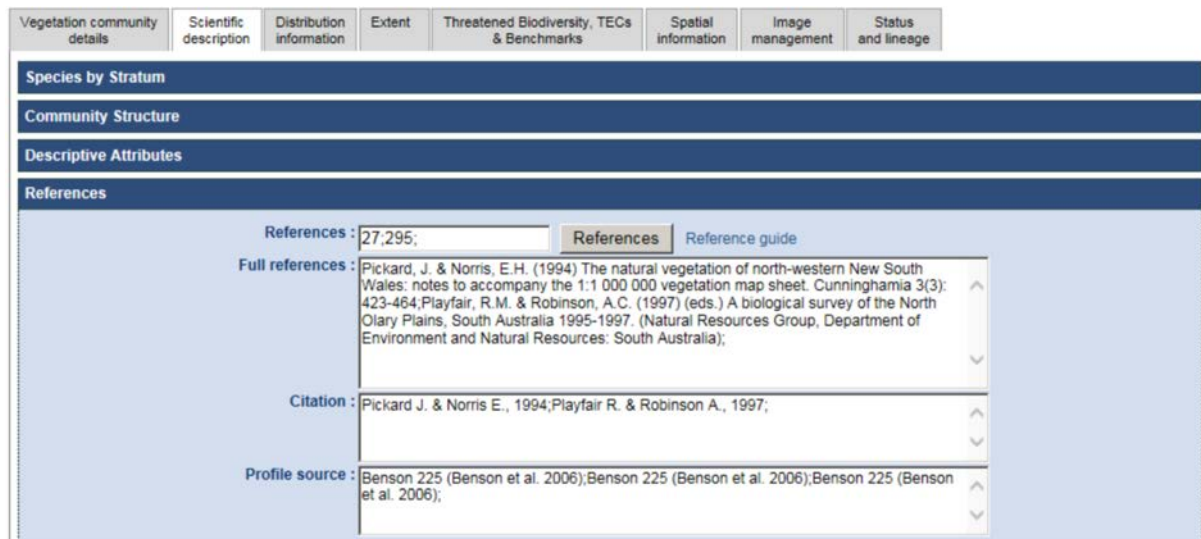 Vegetation community details
Scientific description
Distribution information
Extent
Threatened Biodiversity, TECs & Benchmarks
Spatial information
Image management
Status and lineage
Species by Stratum
Community Structure
Descriptive Attributes
References
References : 27;295; References Reference guide
Full references : Pickard, J. & Norris, E.H. (1994) The natural vegetation of north-western New South
Wales: notes to accompany the 1:1 000 000 vegetation map sheet. Cunninghamia 3(3):
423-464;Playfair, R.M. & Robinson, A.C. (1997) (eds.) A biological survey of the North
Olary Plains, South Australia 1995-1997. (Natural Resources Group, Department of
Environment and Natural Resources: South Australia);
Citation : Pickard J. & Norris E., 1994;Playfair R. & Robinson A., 1997;
Profile source : Benson 225 (Benson et al. 2006);Benson 225 (Benson et al. 2006);Benson 225 (Benson
et al. 2006);